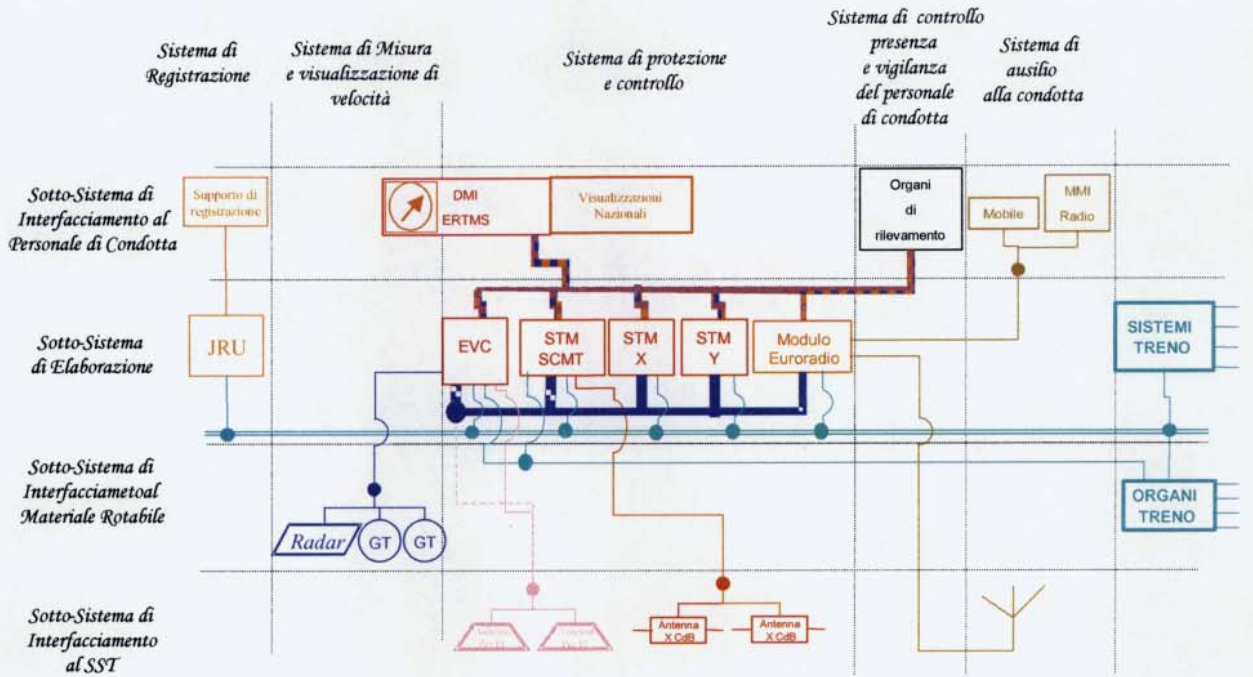 Sistema di
Registrazione
Sistema di Misura
e visualizzazione di
velocità
Sistema di protezione
e controllo
Sistema di controllo
presenza
e vigilanza
del personale
di condotta
Sistema di
ausilio
alla condotta
Sotto-Sistema di
Interfacciamento al
Personale di Condotta
Supporto di
registrazione
DMI
ERTMS
Visualizzazioni
Nazionali
Organi
di
rilevamento
Mobile
MMI
Radio
Sotto-Sistema
di Elaborazione
JRU
EVC
STM
SCMT
STM
X
STM
Y
Modulo
Euroradio
SISTEMI
TRENO
Sotto-Sistema di
Interfacciametoal
Materiale Rotabile
Radar
GT
GT
ORGANI
TRENO
Sotto-Sistema di
Interfacciamento
al SST
Antenna
X CdB
Antenna
X CdB